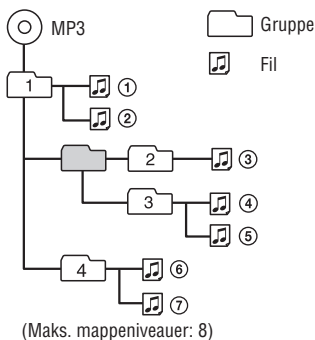 MP3
Gruppe
Fil
1
①
②
2
③
3
④
⑤
4
⑥
⑦
(Maks. mappeniveauer: 8)